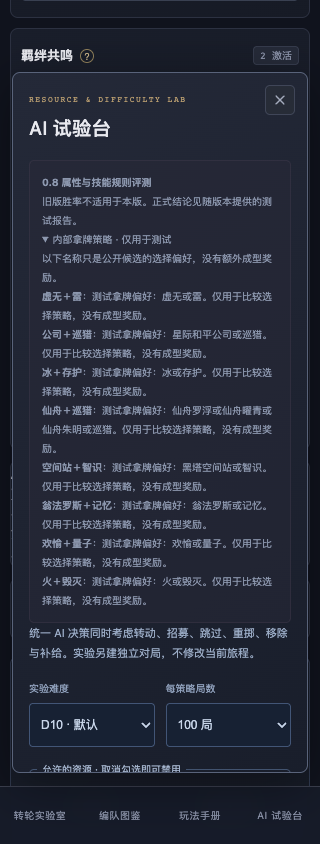 羁绊共鸣 ? 2 激活
RESOURCE & DIFFICULTY LAB
AI 试验台
0.8 属性与技能规则评测
旧版胜率不适用于本版。正式结论见随版本提供的测
试报告。
▼ 内部拿牌策略 · 仅用于测试
以下名称只是公开候选的选择偏好，没有额外成型奖
励。
虚无＋雷：测试拿牌偏好：虚无或雷。仅用于比较选
择策略，没有成型奖励。
公司＋巡猎：测试拿牌偏好：星际和平公司或巡猎。
仅用于比较选择策略，没有成型奖励。
冰＋存护：测试拿牌偏好：冰或存护。仅用于比较选
择策略，没有成型奖励。
仙舟＋巡猎：测试拿牌偏好：仙舟罗浮或仙舟曜青或
仙舟朱明或巡猎。仅用于比较选择策略，没有成型奖
励。
空间站＋智识：测试拿牌偏好：黑塔空间站或智识。
仅用于比较选择策略，没有成型奖励。
翁法罗斯＋记忆：测试拿牌偏好：翁法罗斯或记忆。
仅用于比较选择策略，没有成型奖励。
欢愉＋量子：测试拿牌偏好：欢愉或量子。仅用于比
较选择策略，没有成型奖励。
火＋毁灭：测试拿牌偏好：火或毁灭。仅用于比较选
择策略，没有成型奖励。
统一 AI 决策同时考虑转动、招募、跳过、重掷、移除
与补给。实验另建独立对局，不修改当前旅程。
实验难度 每策略局数
D10 · 默认 100 局
允许的资源 · 取消勾选即可禁用
转轮实验室 编队图鉴 玩法手册 AI 试验台